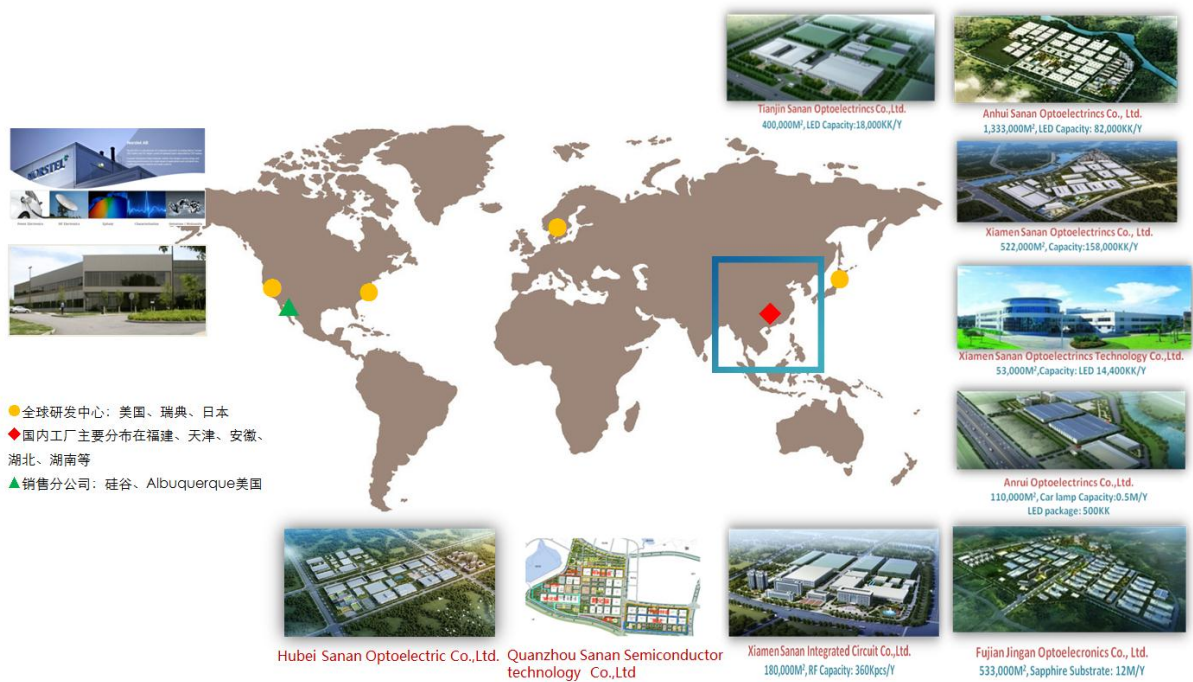 Tianjin Sanan Optoelectrincs Co.,Ltd.
400,000M², LED Capacity:18,000KK/Y
Anhui Sanan Optoelectrincs Co., Ltd.
1,333,000M², LED Capacity: 82,000KK/Y
NORSTEL
Norstel AB
Xiamen Sanan Optoelectrincs Co., Ltd.
522,000M², Capacity:158,000KK/Y
Xiamen Sanan Optoelectrincs Technology Co.,Ltd.
53,000M²,Capacity: LED 14,400KK/Y
全球研发中心：美国、瑞典、日本
国内工厂主要分布在福建、天津、安徽、
湖北、湖南等
销售分公司：硅谷、Albuquerque美国
Anrui Optoelectrincs Co.,Ltd.
110,000M², Car lamp Capacity:0.5M/Y
LED package: 500KK
Hubei Sanan Optoelectric Co.,Ltd.
Quanzhou Sanan Semiconductor
technology Co.,Ltd
Xiamen Sanan Integrated Circuit Co.,Ltd.
180,000M², RF Capacity: 360Kpcs/Y
Fujian Jingan Optoelecronics Co., Ltd.
533,000M², Sapphire Substrate: 12M/Y